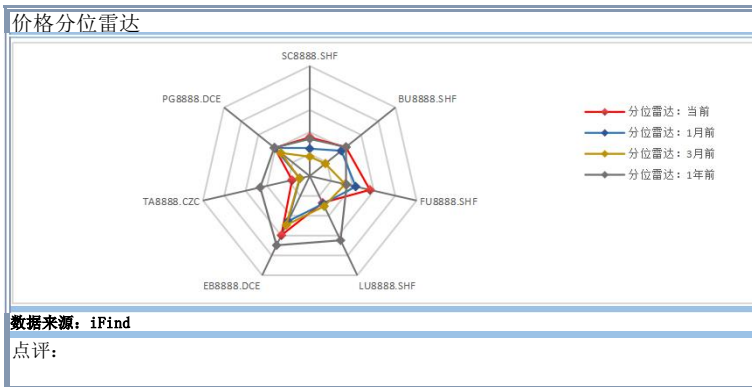 价格分位雷达
SC8888.SHF
PG8888.DCE
BU8888.SHF
分位雷达：当前
分位雷达：1月前
分位雷达：3月前
分位雷达：1年前
TA8888.CZC
FU8888.SHF
EB8888.DCE
LU8888.SHF
数据来源：iFind
点评：